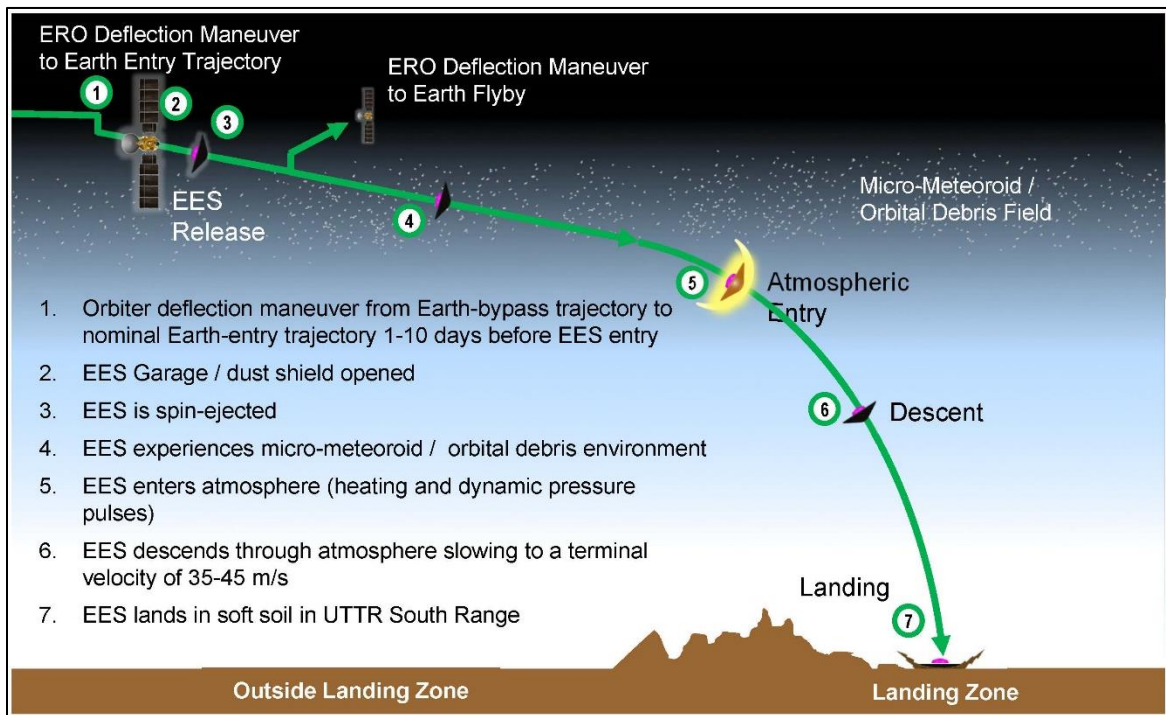 ERO Deflection Maneuver
to Earth Entry Trajectory
ERO Deflection Maneuver
to Earth Flyby
1
2
3
EES
Release
4
Micro-Meteoroid /
Orbital Debris Field
5
Atmospheric
Entry
1. Orbiter deflection maneuver from Earth-bypass trajectory to
nominal Earth-entry trajectory 1-10 days before EES entry
2. EES Garage / dust shield opened
3. EES is spin-ejected
4. EES experiences micro-meteoroid / orbital debris environment
5. EES enters atmosphere (heating and dynamic pressure
pulses)
6. EES descends through atmosphere slowing to a terminal
velocity of 35-45 m/s
7. EES lands in soft soil in UTTR South Range
6
Descent
Landing
7
Outside Landing Zone
Landing Zone